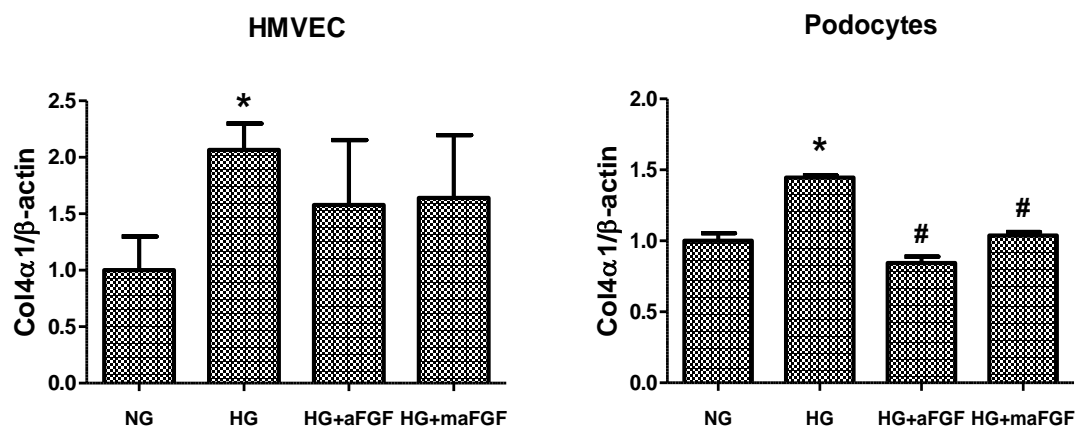 HMVEC
Col4α1/β-actin
2.5
2.0
1.5
1.0
0.5
0.0
*
NG HG HG+aFGF HG+maFGF
Podocytes
Col4α1/β-actin
2.0
1.5
1.0
0.5
0.0
*
#
#
NG HG HG+aFGF HG+maFGF